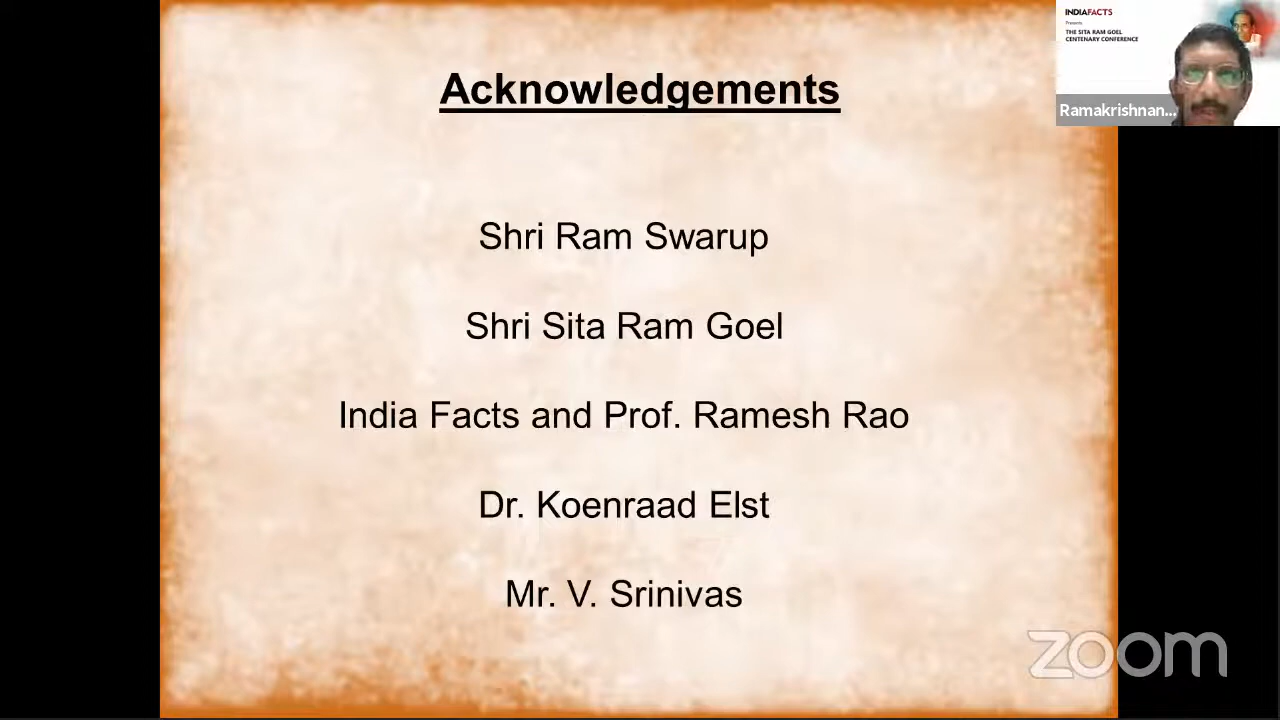 Acknowledgements
Shri Ram Swarup
Shri Sita Ram Goel
India Facts and Prof. Ramesh Rao
Dr. Koenraad Elst
Mr. V. Srinivas
INDIAFACTS
Presents
THE SITA RAM GOEL
CENTENARY CONFERENCE
Ramakrishnan...
zoom